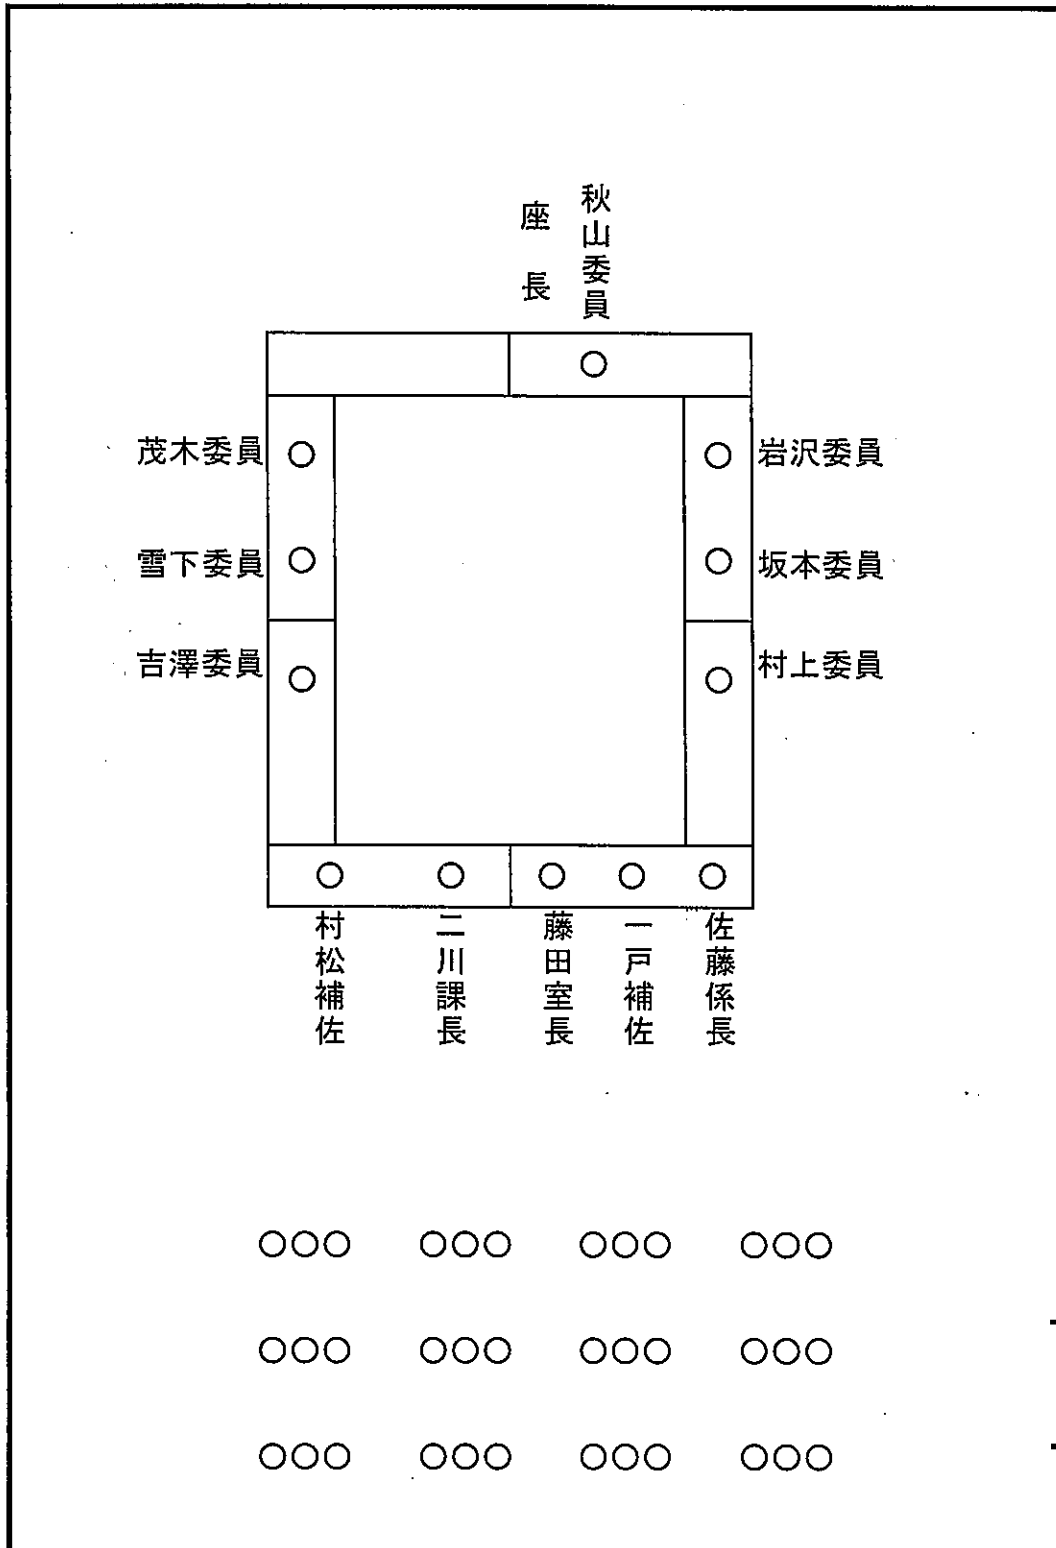 座長
秋山委員
茂木委員
岩沢委員
雪下委員
坂本委員
吉澤委員
村上委員
村松補佐
二川課長
藤田室長
一戸補佐
佐藤係長